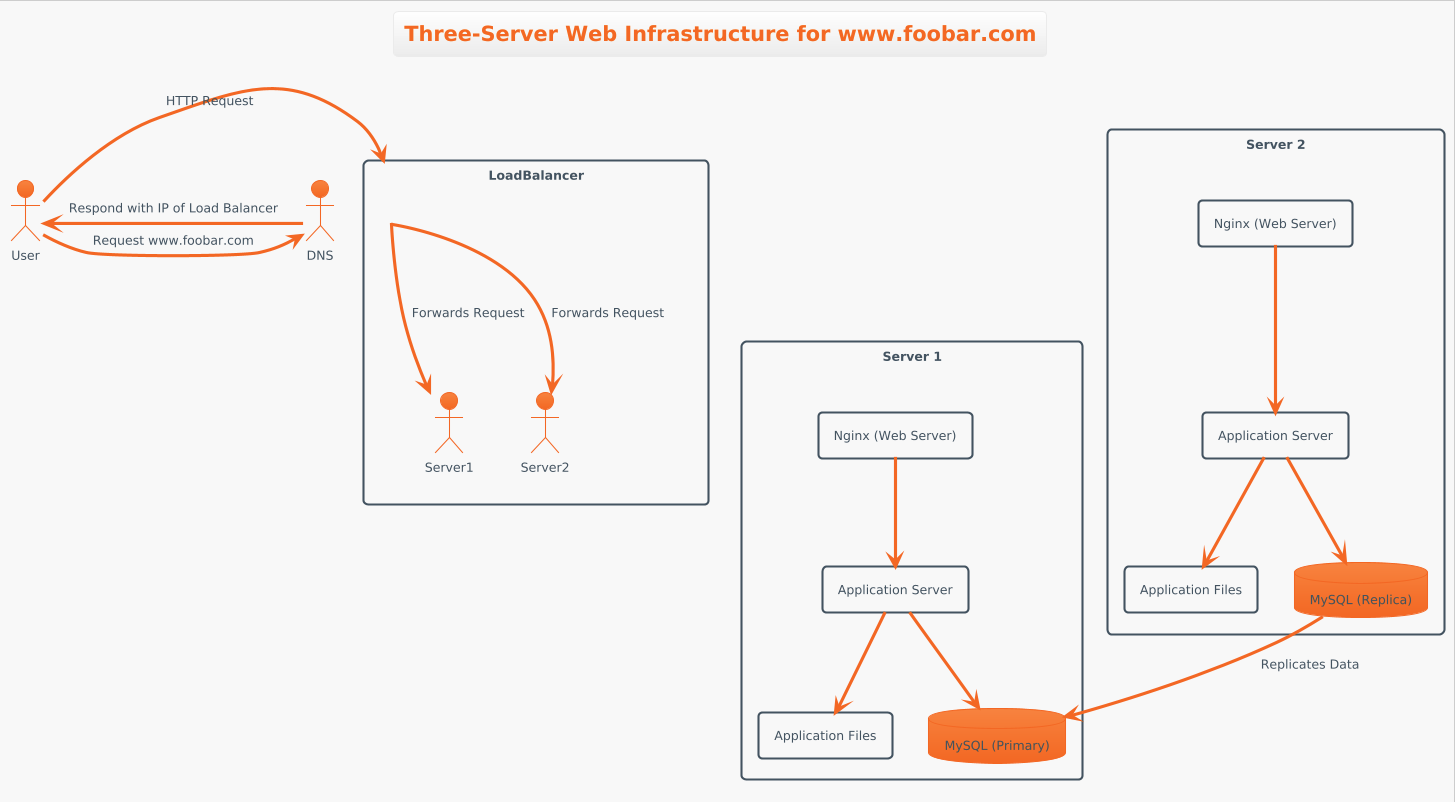 Three-Server Web Infrastructure for www.foobar.com
HTTP Request
Respond with IP of Load Balancer
Request www.foobar.com
User
DNS
LoadBalancer
Forwards Request
Forwards Request
Server1
Server2
Server 1
Nginx (Web Server)
Application Server
Application Files
MySQL (Primary)
Server 2
Nginx (Web Server)
Application Server
Application Files
MySQL (Replica)
Replicates Data